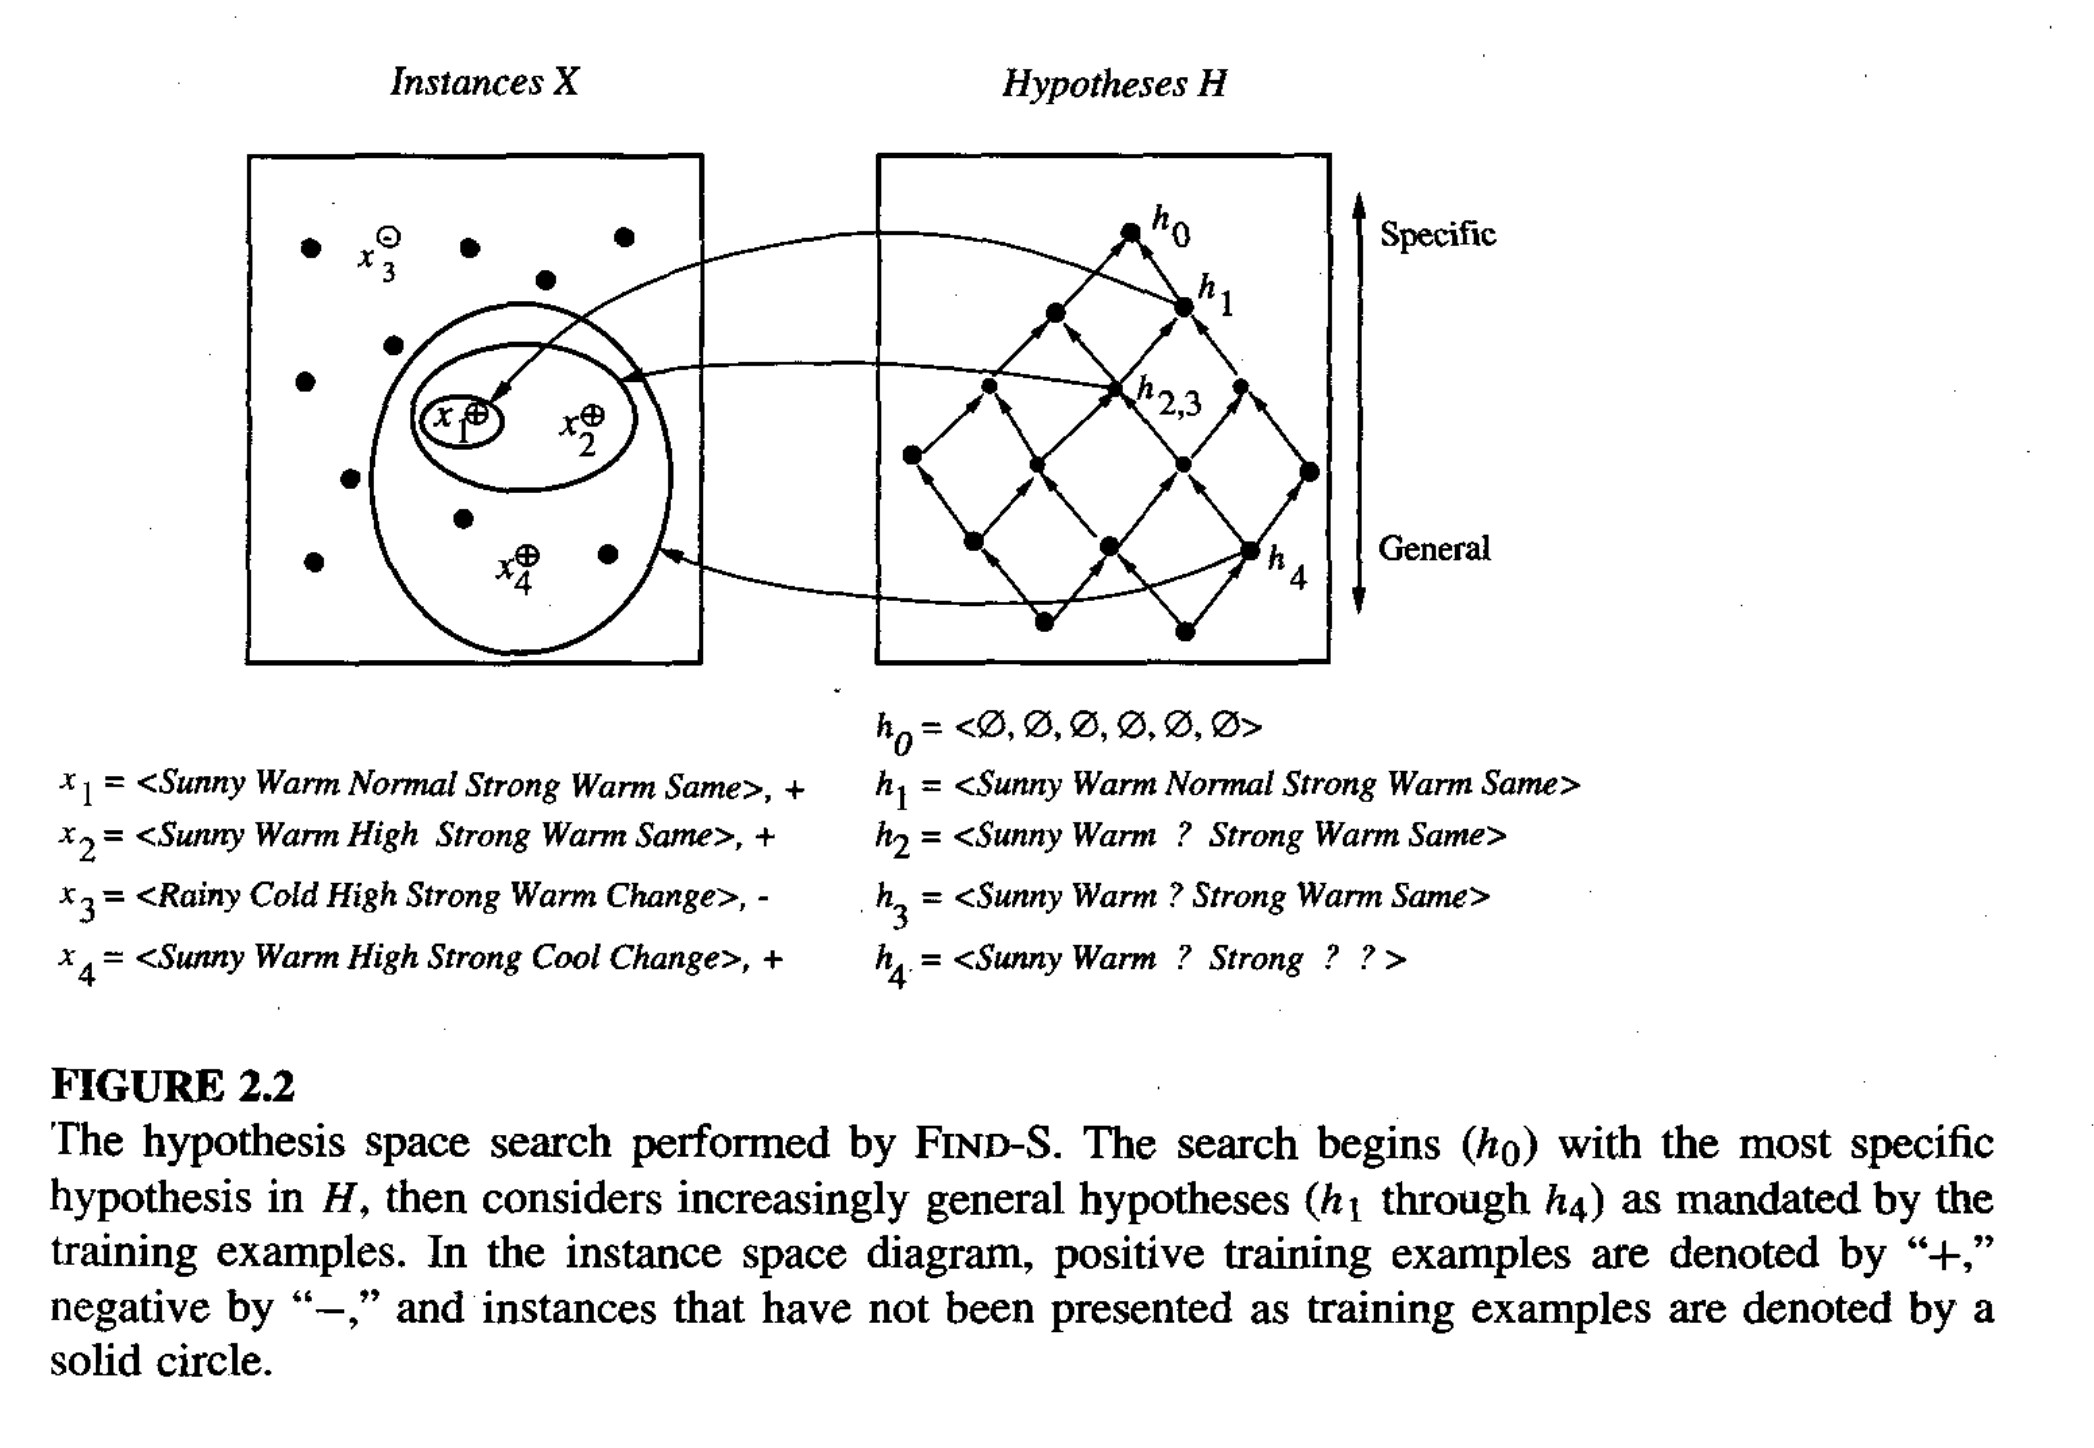 Instances X
Hypotheses H
h0
Specific
x3
h1
h2,3
x1
x2
x4
h4
General
h0 = <∅, ∅, ∅, ∅, ∅, ∅>
x1 = <Sunny Warm Normal Strong Warm Same>, +
h1 = <Sunny Warm Normal Strong Warm Same>
x2 = <Sunny Warm High Strong Warm Same>, +
h2 = <Sunny Warm ? Strong Warm Same>
x3 = <Rainy Cold High Strong Warm Change>, -
h3 = <Sunny Warm ? Strong Warm Same>
x4 = <Sunny Warm High Strong Cool Change>, +
h4 = <Sunny Warm ? Strong ? ? >
FIGURE 2.2
The hypothesis space search performed by FIND-S. The search begins (h0) with the most specific
hypothesis in H, then considers increasingly general hypotheses (h1 through h4) as mandated by the
training examples. In the instance space diagram, positive training examples are denoted by “+,”
negative by “−,” and instances that have not been presented as training examples are denoted by a
solid circle.